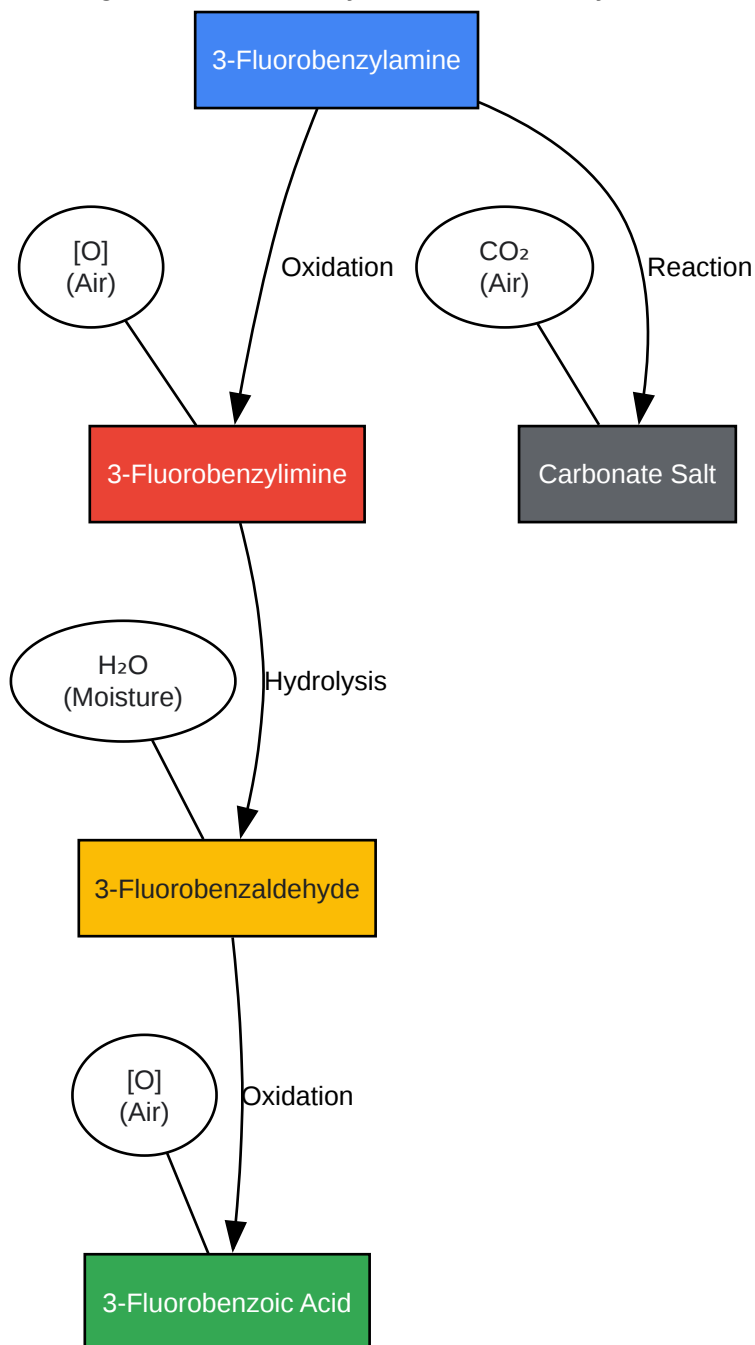 3-Fluorobenzylamine
[O]
(Air)
Oxidation
CO₂
(Air)
Reaction
3-Fluorobenzylimine
Carbonate Salt
H₂O
(Moisture)
Hydrolysis
3-Fluorobenzaldehyde
[O]
(Air)
Oxidation
3-Fluorobenzoic Acid